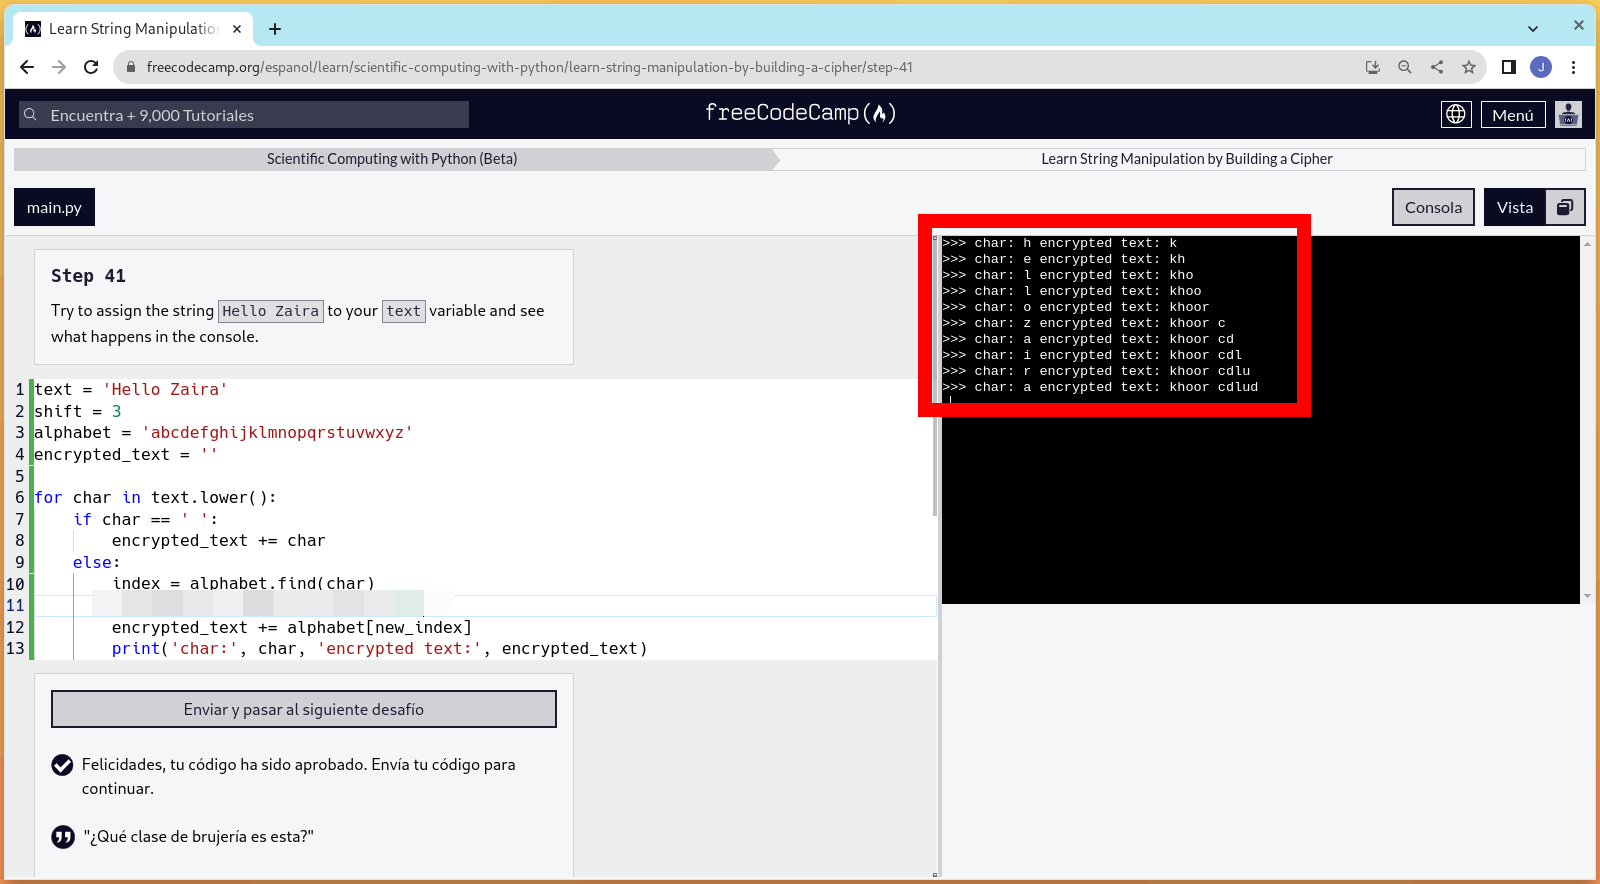 Learn String Manipulatio
freecodecamp.org/espanol/learn/scientific-computing-with-python/learn-string-manipulation-by-building-a-cipher/step-41
J
Encuentra + 9,000 Tutoriales
freeCodeCamp
Menú
Scientific Computing with Python (Beta)
Learn String Manipulation by Building a Cipher
main.py
Consola
Vista
Step 41
Try to assign the string Hello Zaira to your text variable and see
what happens in the console.
1 text = 'Hello Zaira'
2 shift = 3
3 alphabet = 'abcdefghijklmnopqrstuvwxyz'
4 encrypted_text = ''
5
6 for char in text.lower():
7 if char == ' ':
8 encrypted_text += char
9 else:
10 index = alphabet.find(char)
11
12 encrypted_text += alphabet[new_index]
13 print('char:', char, 'encrypted text:', encrypted_text)
Enviar y pasar al siguiente desafío
Felicidades, tu código ha sido aprobado. Envía tu código para
continuar.
"¿Qué clase de brujería es esta?"
>>> char: h encrypted text: k
>>> char: e encrypted text: kh
>>> char: l encrypted text: kho
>>> char: l encrypted text: khoo
>>> char: o encrypted text: khoor
>>> char: z encrypted text: khoor c
>>> char: a encrypted text: khoor cd
>>> char: i encrypted text: khoor cdl
>>> char: r encrypted text: khoor cdlu
>>> char: a encrypted text: khoor cdlud